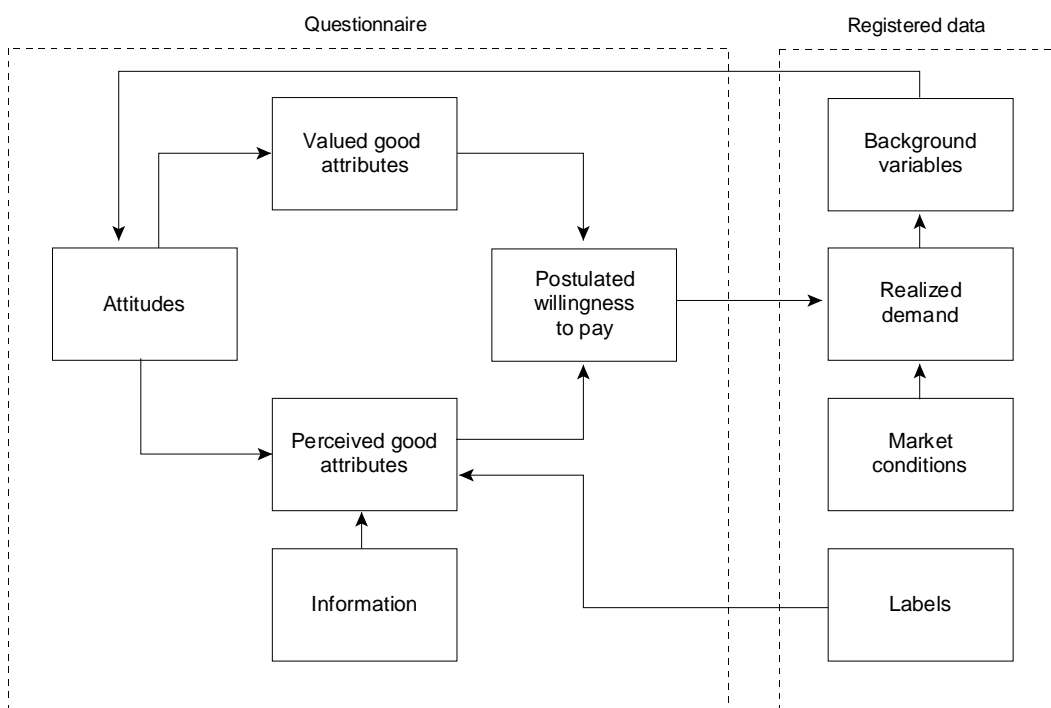 Questionnaire
Registered data
Valued good
attributes
Background
variables
Attitudes
Postulated
willingness
to pay
Realized
demand
Perceived good
attributes
Market
conditions
Information
Labels